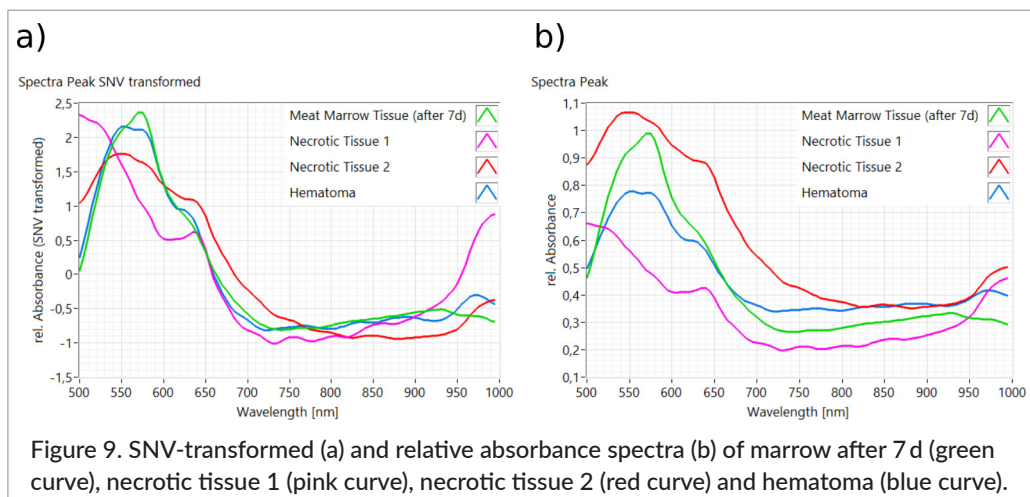 a)
b)
Spectra Peak SNV transformed
2,5
2
1,5
1
0,5
0
-0,5
-1
-1,5
rel. Absorbance (SNV transformed)
Meat Marrow Tissue (after 7d)
Necrotic Tissue 1
Necrotic Tissue 2
Hematoma
500 550 600 650 700 750 800 850 900 950 1000
Wavelength [nm]
Spectra Peak
1,1
1
0,9
0,8
0,7
0,6
0,5
0,4
0,3
0,2
0,1
rel. Absorbance
Meat Marrow Tissue (after 7d)
Necrotic Tissue 1
Necrotic Tissue 2
Hematoma
500 550 600 650 700 750 800 850 900 950 1000
Wavelength [nm]
Figure 9. SNV-transformed (a) and relative absorbance spectra (b) of marrow after 7 d (green
curve), necrotic tissue 1 (pink curve), necrotic tissue 2 (red curve) and hematoma (blue curve).